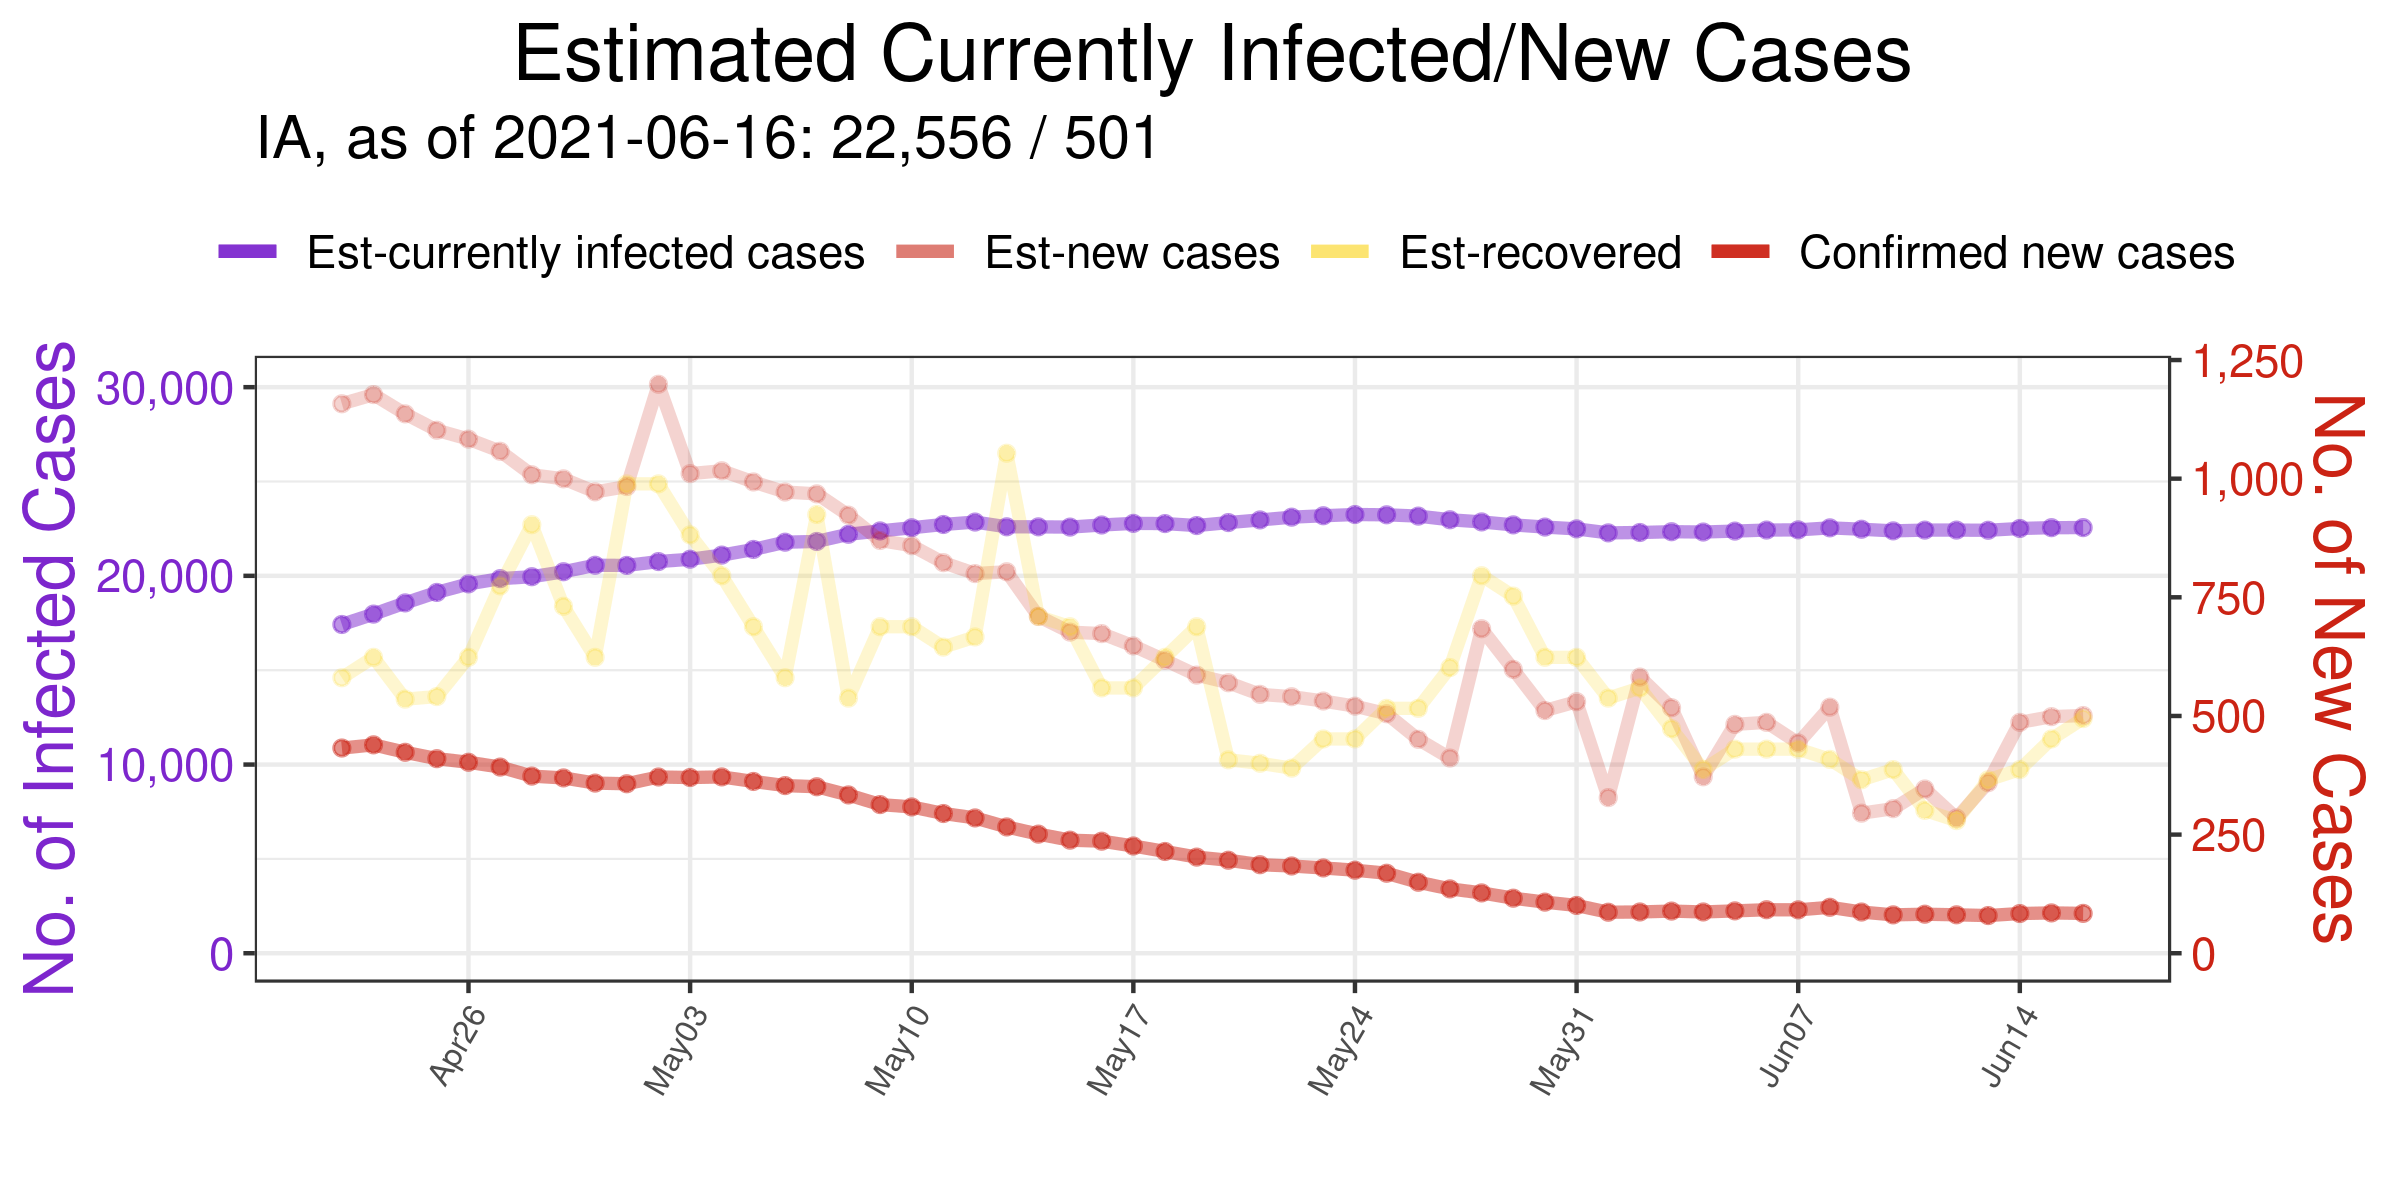 Estimated Currently Infected/New Cases
IA, as of 2021-06-16: 22,556 / 501
Est-currently infected cases Est-new cases Est-recovered Confirmed new cases
No. of Infected Cases
30,000
20,000
10,000
0
1,250
1,000
750
500
250
0
No. of New Cases
Apr26 May03 May10 May17 May24 May31 Jun07 Jun14